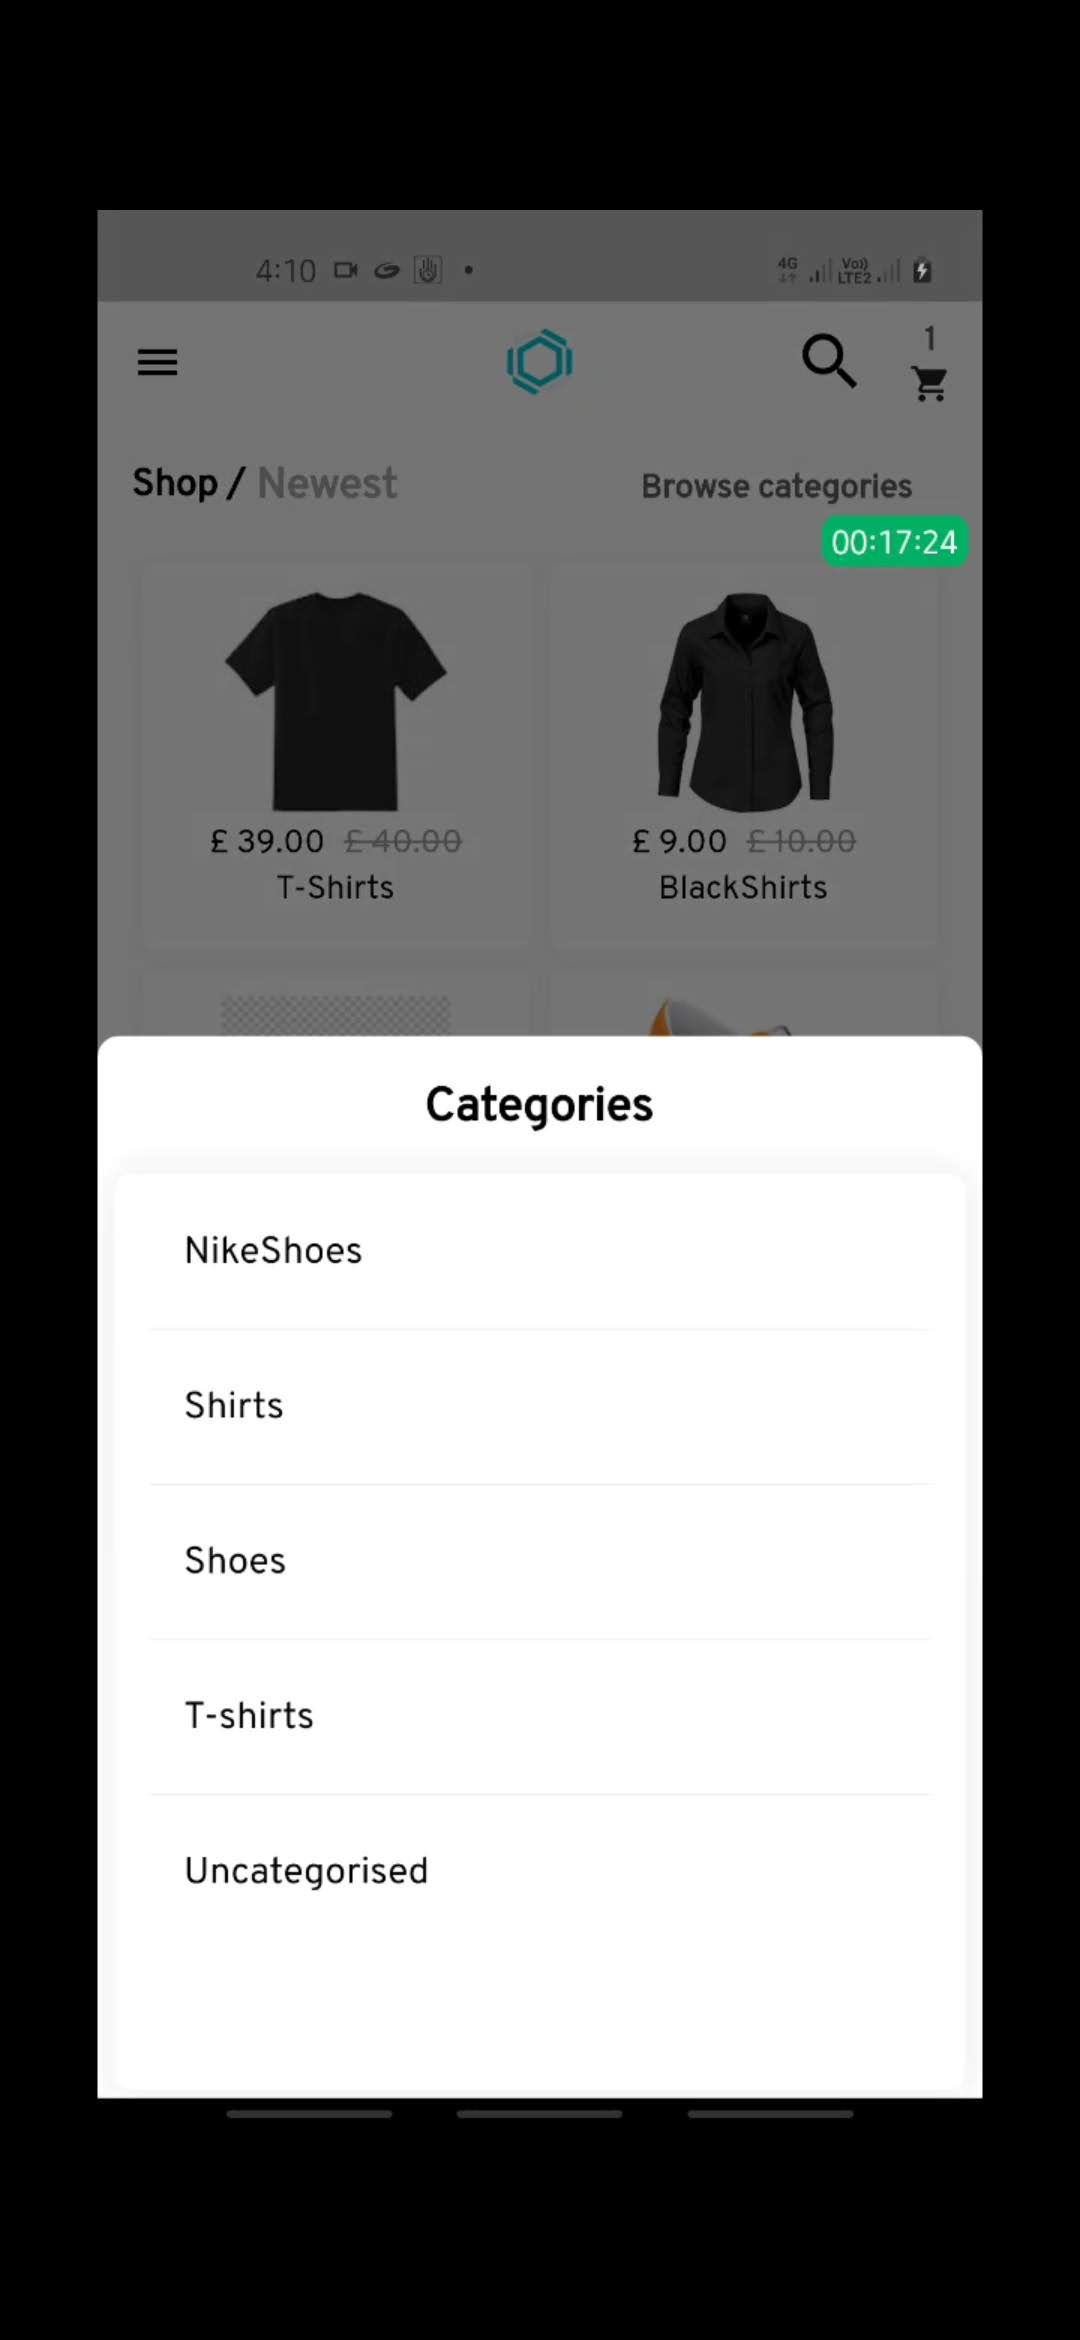 4:10
4G Vo))
LTE2
1
Shop / Newest
Browse categories
00:17:24
£ 39.00 £ 40.00
£ 9.00 £ 10.00
T-Shirts
BlackShirts
Categories
NikeShoes
Shirts
Shoes
T-shirts
Uncategorised